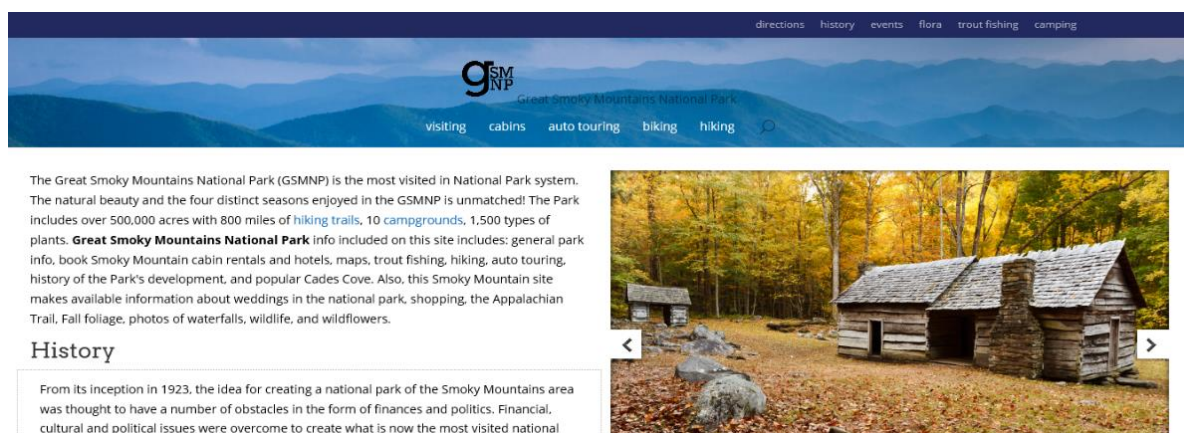 directions history events flora trout fishing camping
gSM
NP
Great Smoky Mountains National Park
visiting cabins auto touring biking hiking
The Great Smoky Mountains National Park (GSMNP) is the most visited in National Park system.
The natural beauty and the four distinct seasons enjoyed in the GSMNP is unmatched! The Park
includes over 500,000 acres with 800 miles of hiking trails, 10 campgrounds, 1,500 types of
plants. Great Smoky Mountains National Park info included on this site includes: general park
info, book Smoky Mountain cabin rentals and hotels, maps, trout fishing, hiking, auto touring,
history of the Park's development, and popular Cades Cove. Also, this Smoky Mountain site
makes available information about weddings in the national park, shopping, the Appalachian
Trail, Fall foliage, photos of waterfalls, wildlife, and wildflowers.
History
From its inception in 1923, the idea for creating a national park of the Smoky Mountains area
was thought to have a number of obstacles in the form of finances and politics. Financial,
cultural and political issues were overcome to create what is now the most visited national